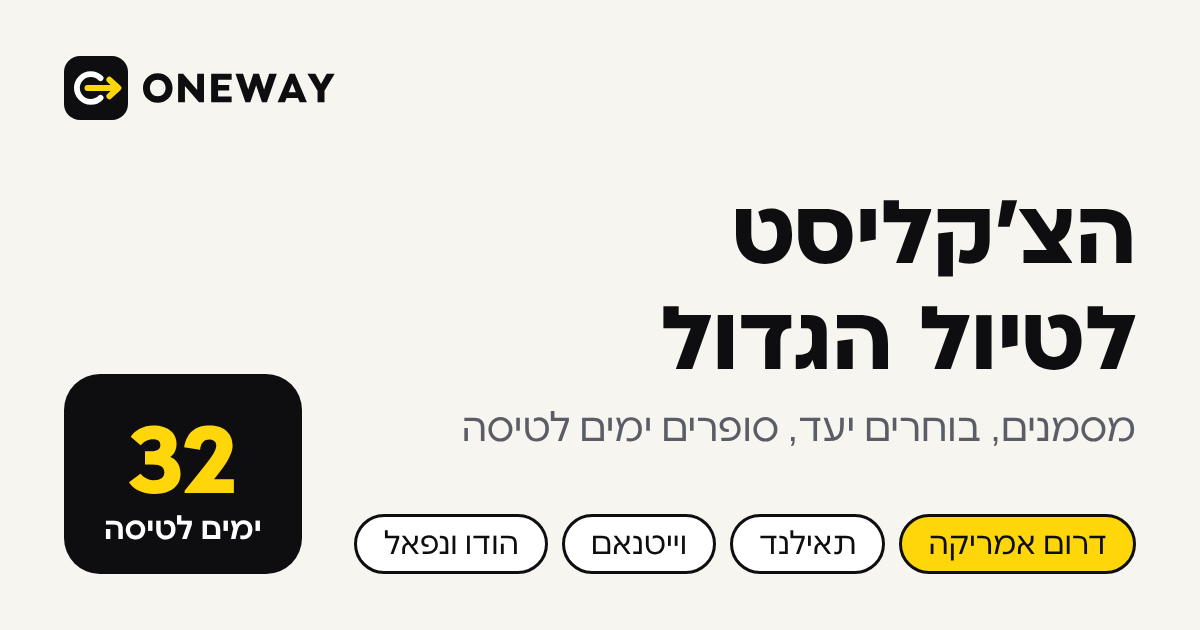 ONEWAY
הצ'קליסט
לטיול הגדול
מסמנים, בוחרים יעד, סופרים ימים לטיסה
דרום אמריקה
תאילנד
וייטנאם
הודו ונפאל
32
ימים לטיסה